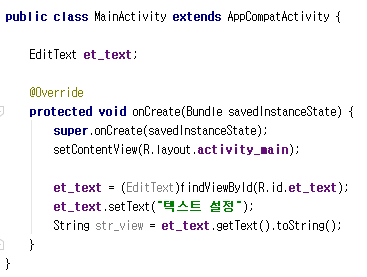 public class MainActivity extends AppCompatActivity {
EditText et_text;
@Override
protected void onCreate(Bundle savedInstanceState) {
super.onCreate(savedInstanceState);
setContentView(R.layout.activity_main);
et_text = (EditText)findViewById(R.id.et_text);
et_text.setText("텍스트 설정");
String str_view = et_text.getText().toString();
}
}